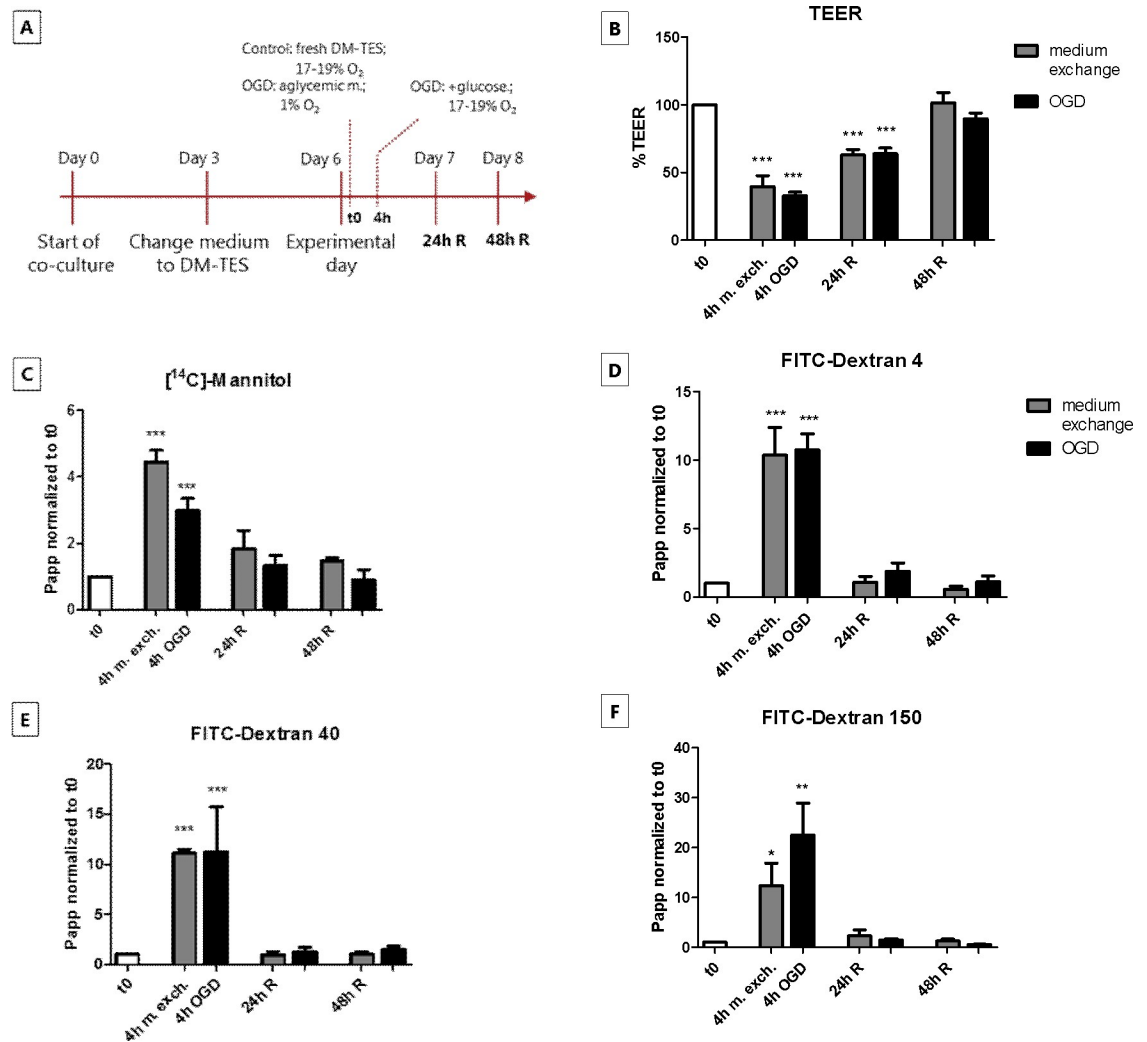 A
Control: fresh DM-TES;
17-19% O₂
OGD: aglycemic m.;
1% O₂
OGD: +glucose.;
17-19% O₂
Day 0
Day 3
Day 6
Day 7
Day 8
t0
4h
Start of
co-culture
Change medium
to DM-TES
Experimental
day
24h R
48h R
B
TEER
%TEER
150
100
50
0
***
***
***
***
t0
4h m. exch.
4h OGD
24h R
48h R
medium
exchange
OGD
C
[¹⁴C]-Mannitol
Papp normalized to t0
6
4
2
0
***
***
t0
4h m. exch.
4h OGD
24h R
48h R
D
FITC-Dextran 4
Papp normalized to t0
15
10
5
0
***
***
t0
4h m. exch.
4h OGD
24h R
48h R
medium
exchange
OGD
E
FITC-Dextran 40
Papp normalized to t0
20
15
10
5
0
***
***
t0
4h m. exch.
4h OGD
24h R
48h R
F
FITC-Dextran 150
Papp normalized to t0
40
30
20
10
0
*
**
t0
4h m. exch.
4h OGD
24h R
48h R